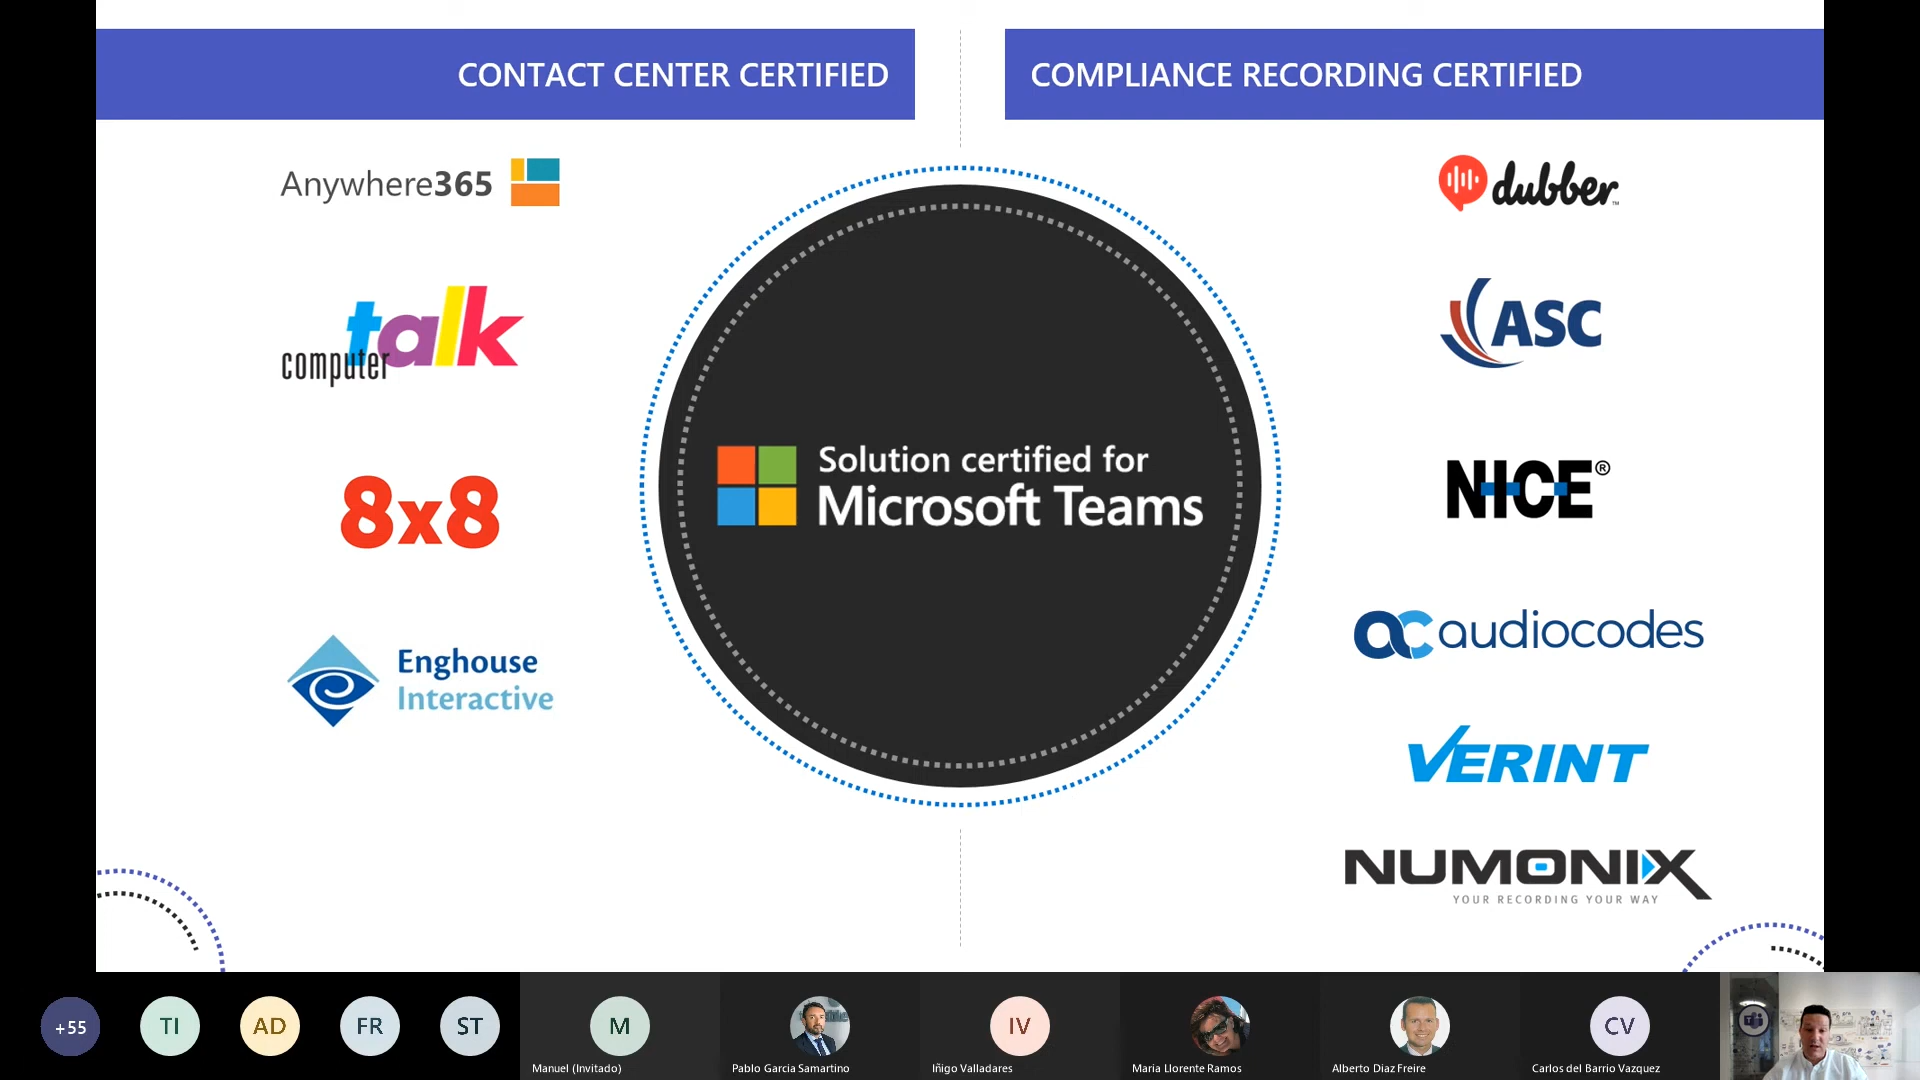 CONTACT CENTER CERTIFIED
COMPLIANCE RECORDING CERTIFIED
Anywhere365
computer talk
8x8
Enghouse
Interactive
Solution certified for
Microsoft Teams
dubber™
ASC
NICE®
ac audiocodes
VERINT
NUMONIX
YOUR RECORDING YOUR WAY
+55
TI
AD
FR
ST
M
IV
CV
Manuel (Invitado)
Pablo Garcia Samartino
Iñigo Valladares
Maria Llorente Ramos
Alberto Diaz Freire
Carlos del Barrio Vazquez